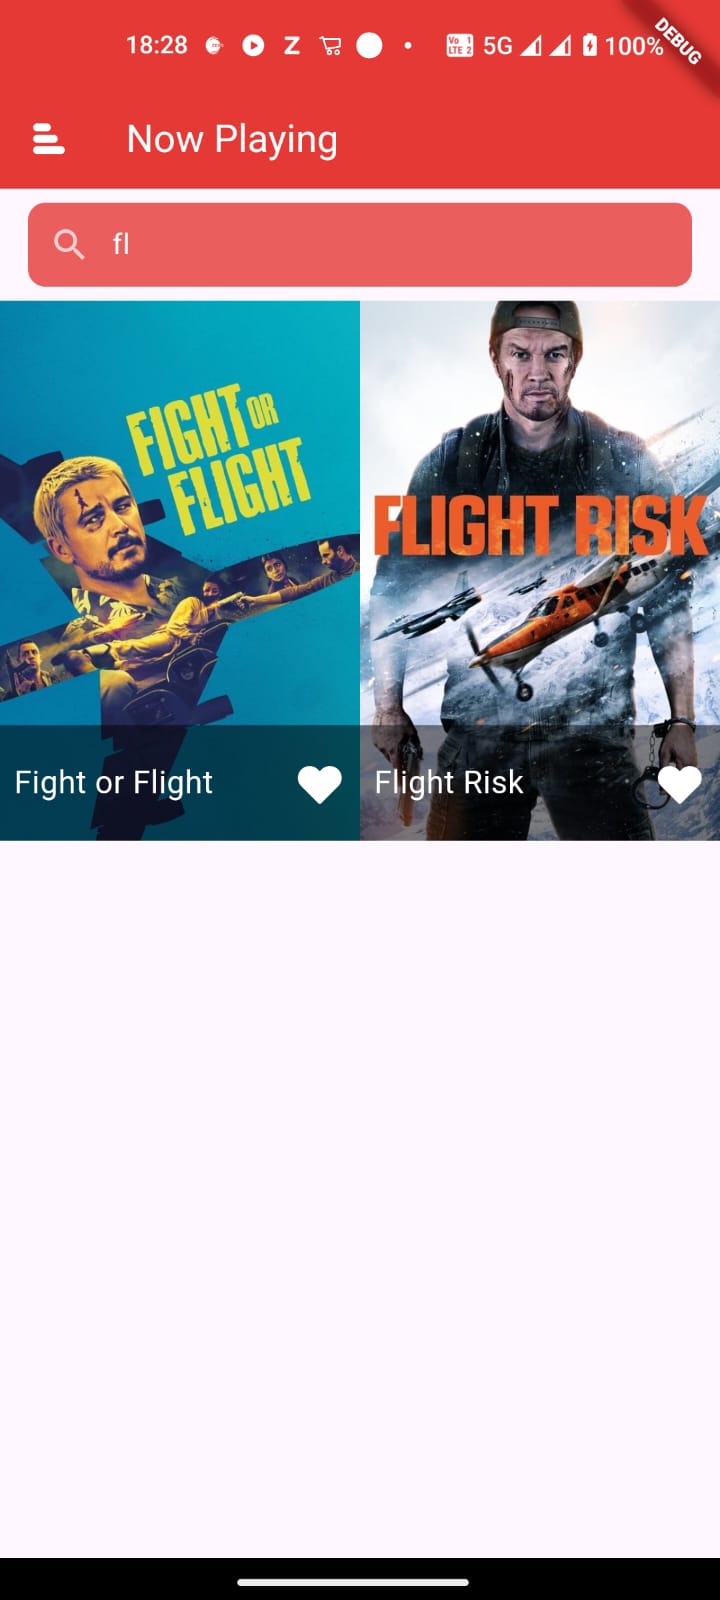 18:28 Z Vo LTE 1 2 5G 100%
DEBUG
Now Playing
fl
FIGHT OR
FLIGHT
FLIGHT RISK
Fight or Flight
Flight Risk